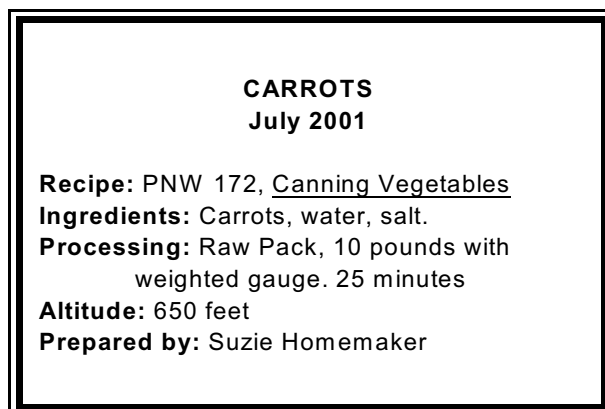 CARROTS
July 2001
Recipe: PNW 172, Canning Vegetables
Ingredients: Carrots, water, salt.
Processing: Raw Pack, 10 pounds with
weighted gauge. 25 minutes
Altitude: 650 feet
Prepared by: Suzie Homemaker